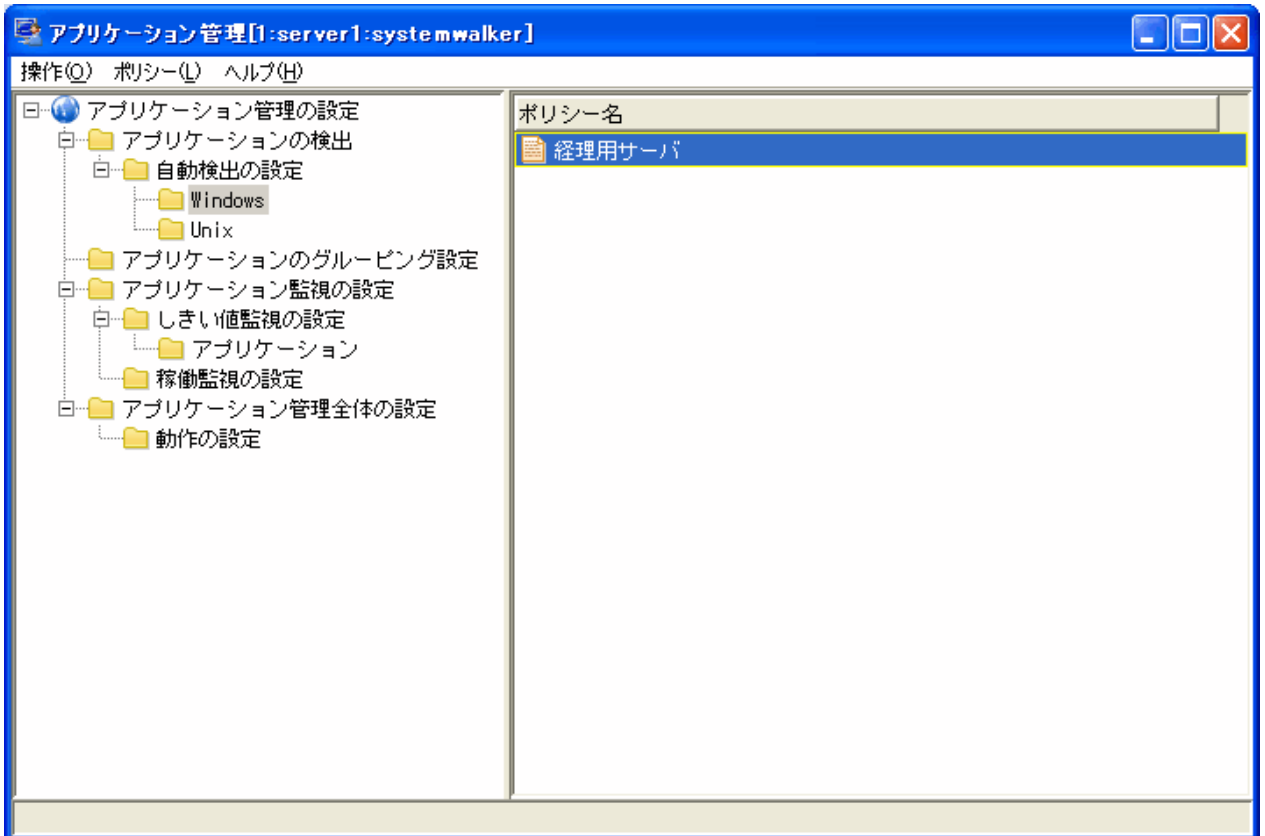 アプリケーション管理[1:server1:systemwalker]
操作(O) ポリシー(L) ヘルプ(H)
アプリケーション管理の設定
アプリケーションの検出
自動検出の設定
Windows
Unix
アプリケーションのグルーピング設定
アプリケーション監視の設定
しきい値監視の設定
アプリケーション
稼働監視の設定
アプリケーション管理全体の設定
動作の設定
ポリシー名
経理用サーバ